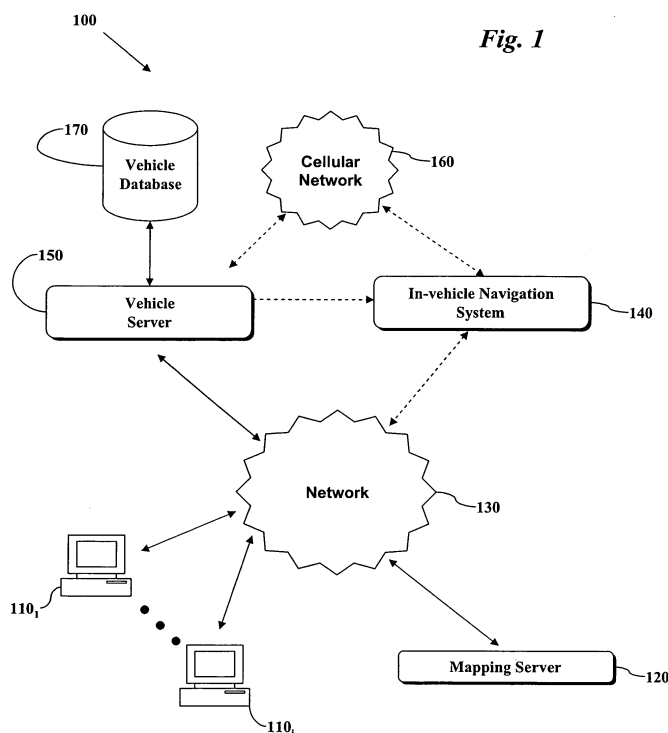 100
Fig. 1
170
Vehicle
Database
Cellular
Network
160
150
Vehicle
Server
In-vehicle Navigation
System
140
Network
130
110₁
110ᵢ
Mapping Server
120